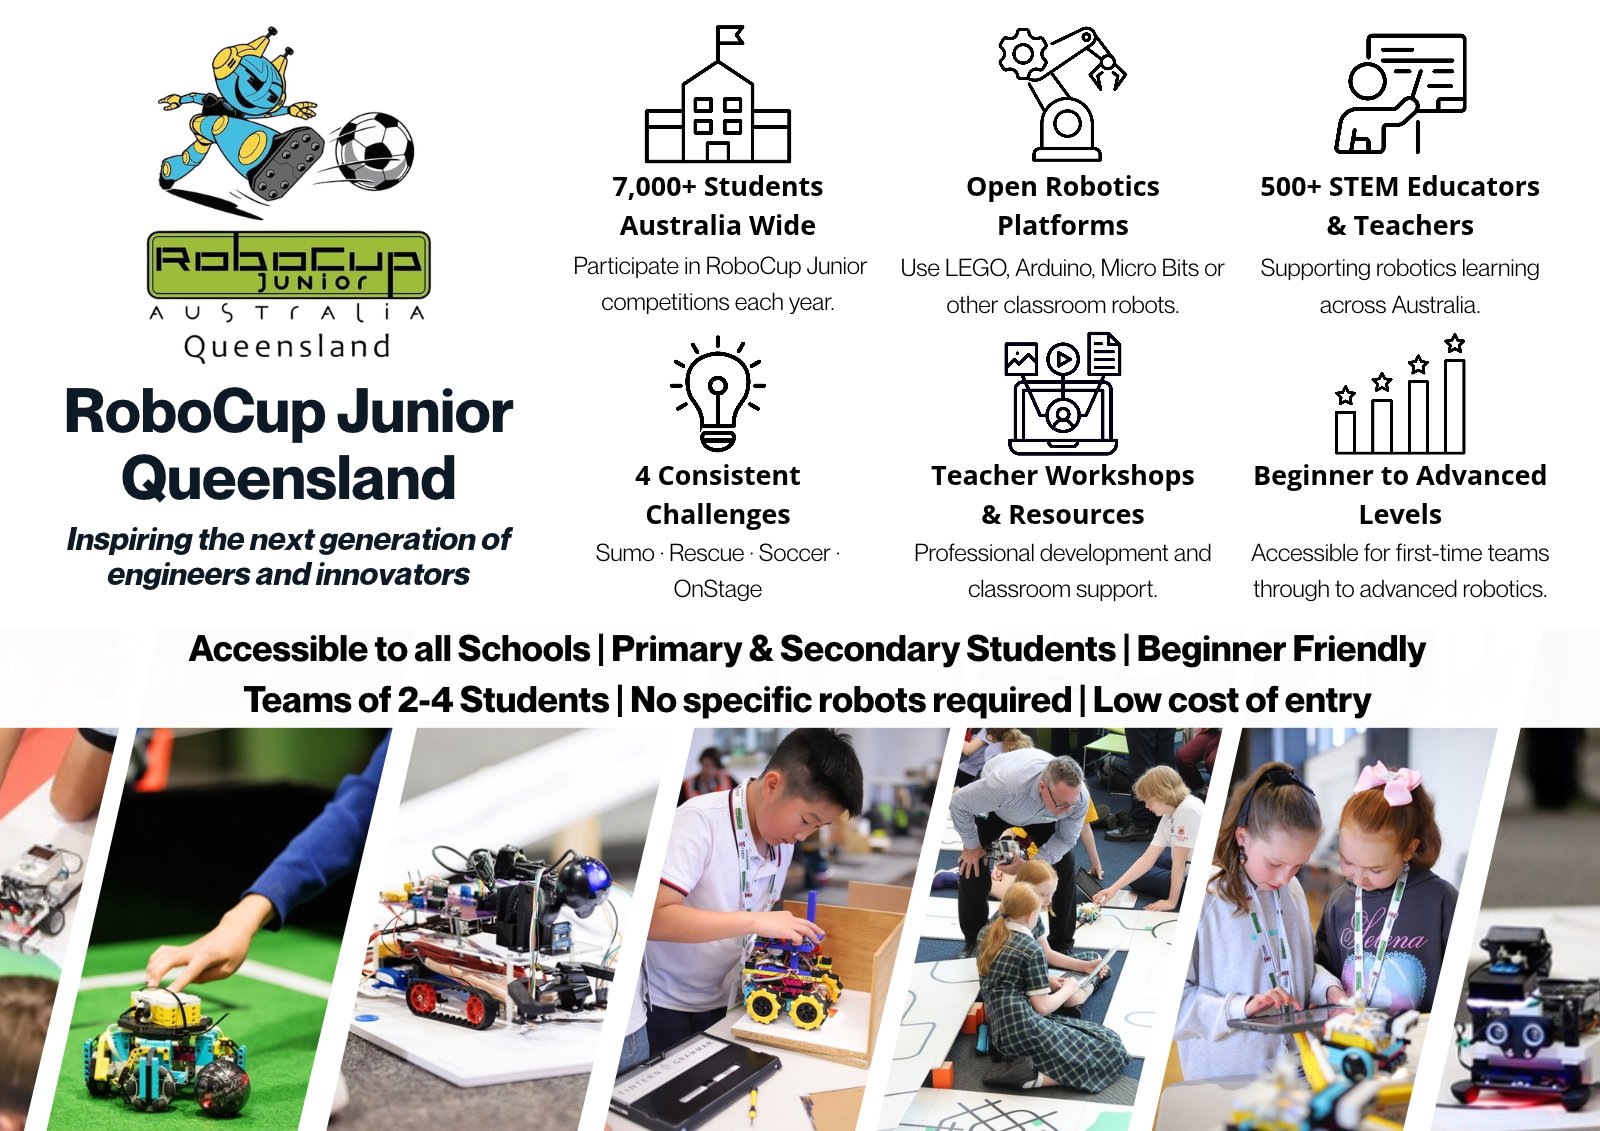 RoboCup
Junior
AUSTRALIA
Queensland
RoboCup Junior
Queensland
Inspiring the next generation of
engineers and innovators
7,000+ Students
Australia Wide
Participate in RoboCup Junior
competitions each year.
Open Robotics
Platforms
Use LEGO, Arduino, Micro Bits or
other classroom robots.
500+ STEM Educators
& Teachers
Supporting robotics learning
across Australia.
4 Consistent
Challenges
Sumo · Rescue · Soccer ·
OnStage
Teacher Workshops
& Resources
Professional development and
classroom support.
Beginner to Advanced
Levels
Accessible for first-time teams
through to advanced robotics.
Accessible to all Schools | Primary & Secondary Students | Beginner Friendly
Teams of 2-4 Students | No specific robots required | Low cost of entry
TINTERN GRAMMAR
Selena